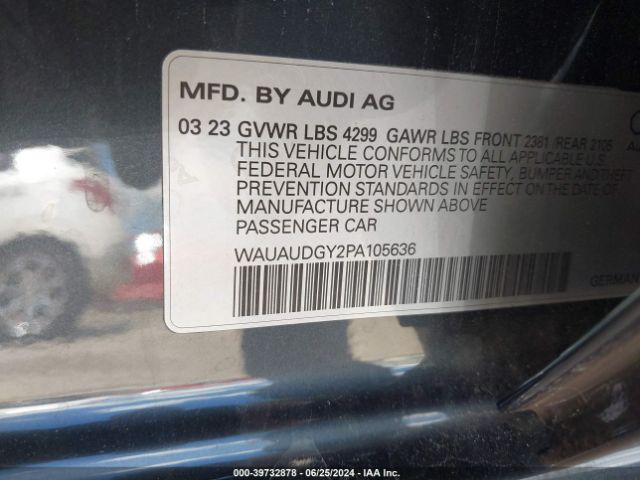 MFD. BY AUDI AG
03 23 GVWR LBS 4299 GAWR LBS FRONT 2381 /REAR 2105
THIS VEHICLE CONFORMS TO ALL APPLICABLE U.S.
FEDERAL MOTOR VEHICLE SAFETY, BUMPER AND THEFT
PREVENTION STANDARDS IN EFFECT ON THE DATE OF
MANUFACTURE SHOWN ABOVE
PASSENGER CAR
WAUAUDGY2PA105636
GERMAN
000-39732878 - 06/25/2024 - IAA Inc.